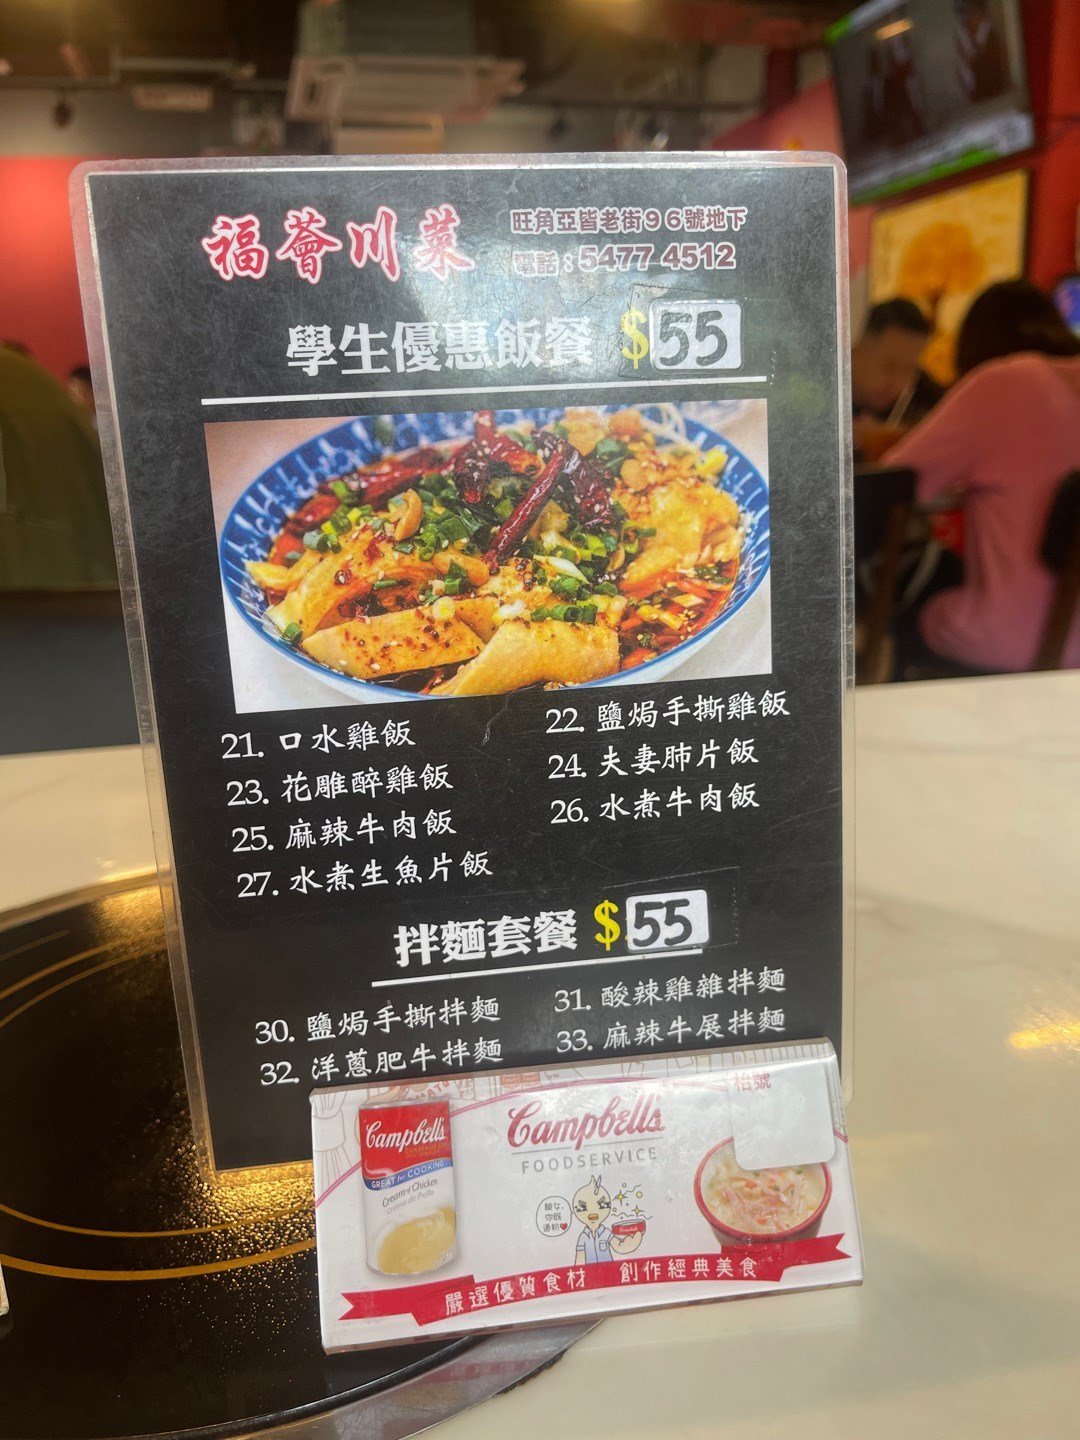 福薈川菜
旺角亞皆老街96號地下
電話：5477 4512
學生優惠飯餐 $55
21. 口水雞飯
22. 鹽焗手撕雞飯
23. 花雕醉雞飯
24. 夫妻肺片飯
25. 麻辣牛肉飯
26. 水煮牛肉飯
27. 水煮生魚片飯
拌麵套餐 $55
30. 鹽焗手撕拌麵
31. 酸辣雞雜拌麵
32. 洋蔥肥牛拌麵
33. 麻辣牛展拌麵
枱號
Campbell's
FOODSERVICE
Campbell's
GREAT for COOKING
Cream of Chicken
Crema de Pollo
嚴選優質食材 創作經典美食